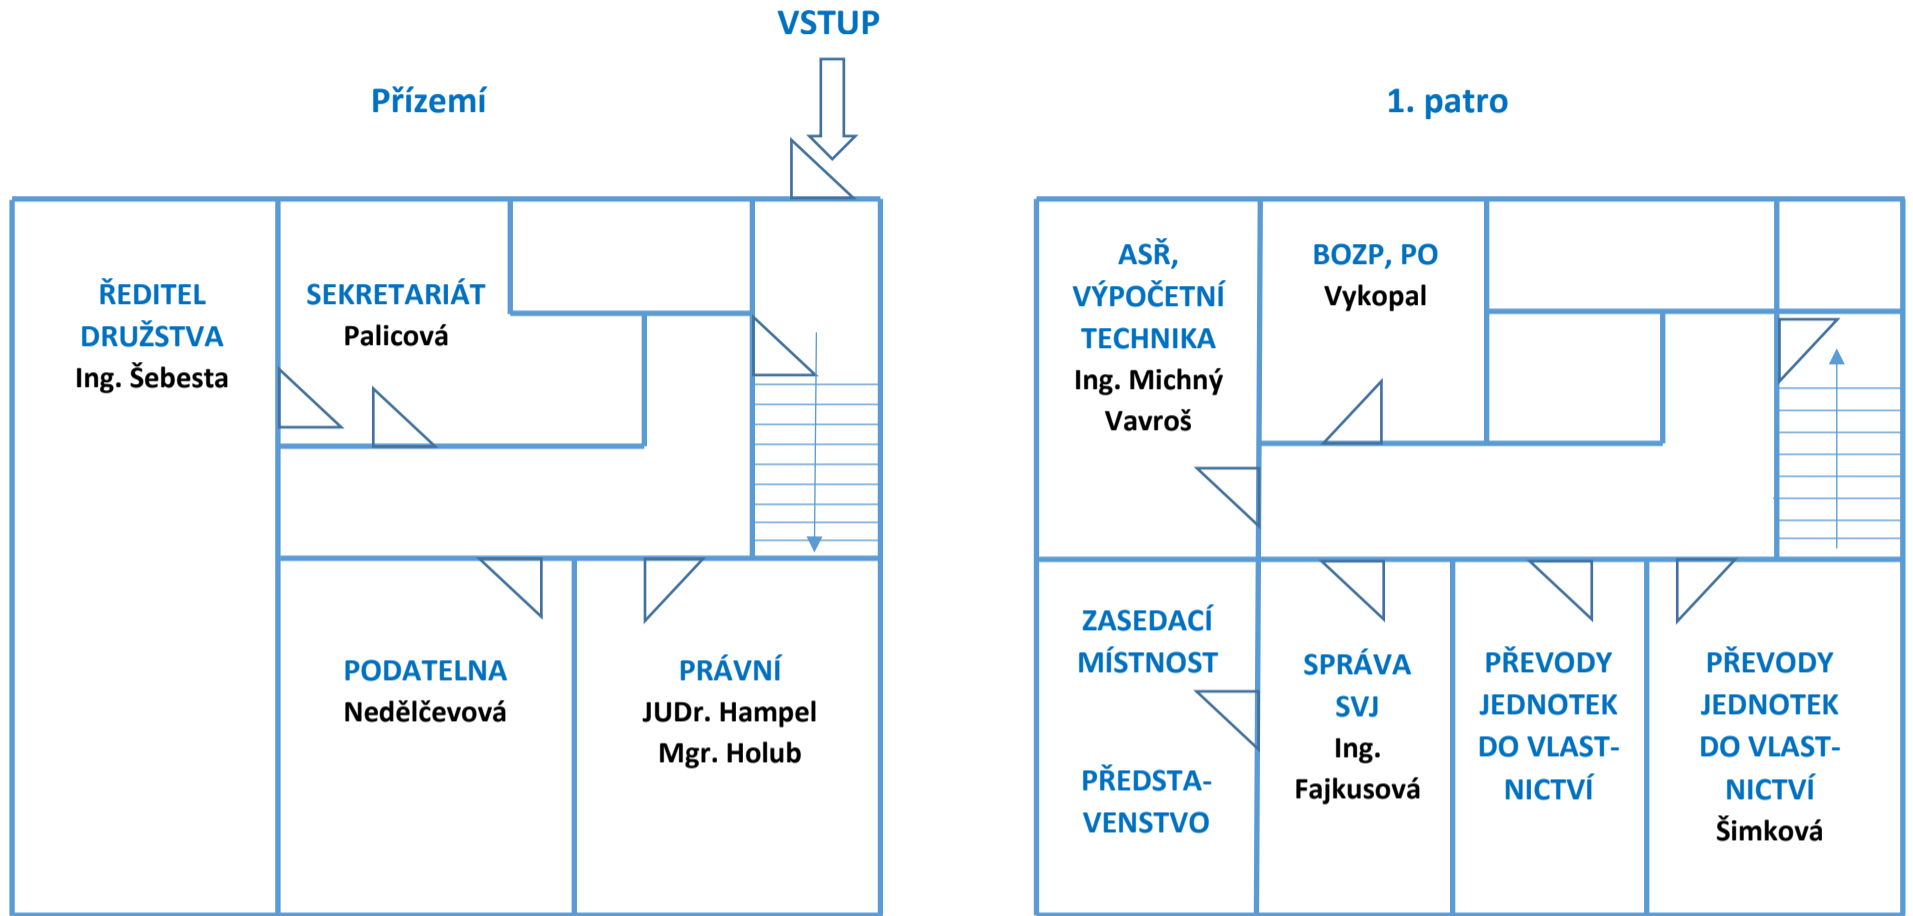 VSTUP
Přízemí
1. patro
ŘEDITEL
DRUŽSTVA
Ing. Šebesta
SEKRETARIÁT
Palicová
PODATELNA
Nedělčevová
PRÁVNÍ
JUDr. Hampel
Mgr. Holub
ASŘ,
VÝPOČETNÍ
TECHNIKA
Ing. Michný
Vavroš
BOZP, PO
Vykopal
ZASEDACÍ
MÍSTNOST
PŘEDSTA-
VENSTVO
SPRÁVA
SVJ
Ing.
Fajkusová
PŘEVODY
JEDNOTEK
DO VLAST-
NICTVÍ
PŘEVODY
JEDNOTEK
DO VLAST-
NICTVÍ
Šimková